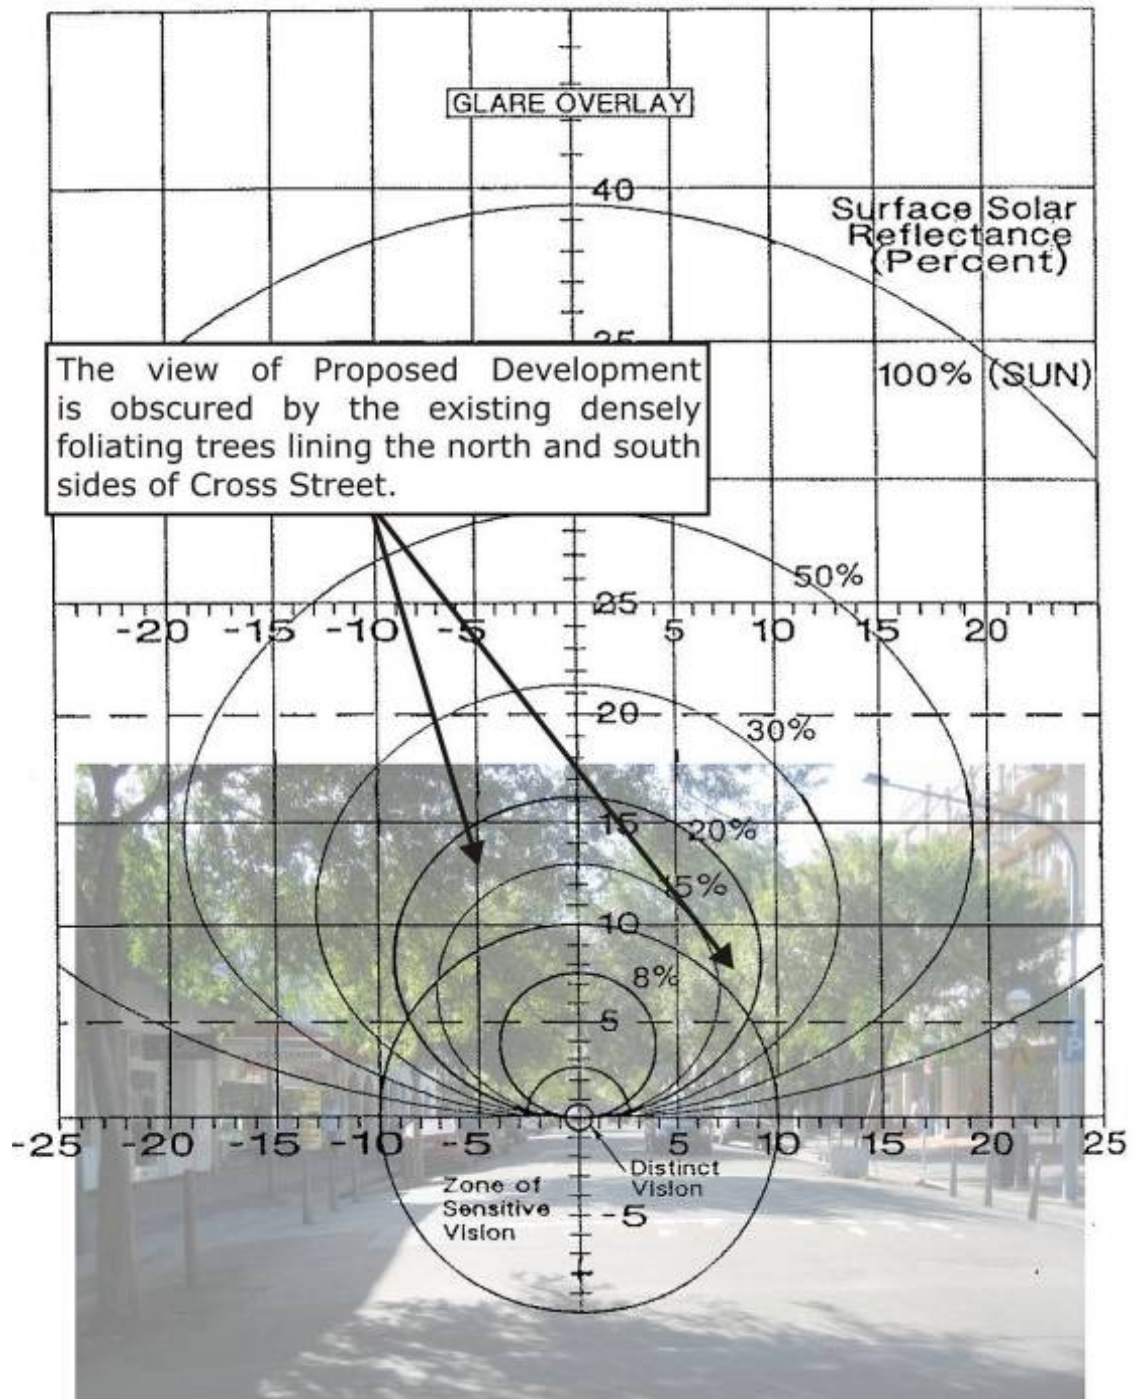 GLARE OVERLAY
40
Surface Solar
Reflectance
(Percent)
100% (SUN)
The view of Proposed Development
is obscured by the existing densely
foliating trees lining the north and south
sides of Cross Street.
50%
25
-20 -15 -10 -5 5 10 15 20
20
30%
15
20%
15%
10
8%
5
-25 -20 -15 -10 -5 5 10 15 20 25
Distinct
Vision
Zone of
Sensitive
Vision
-5
P